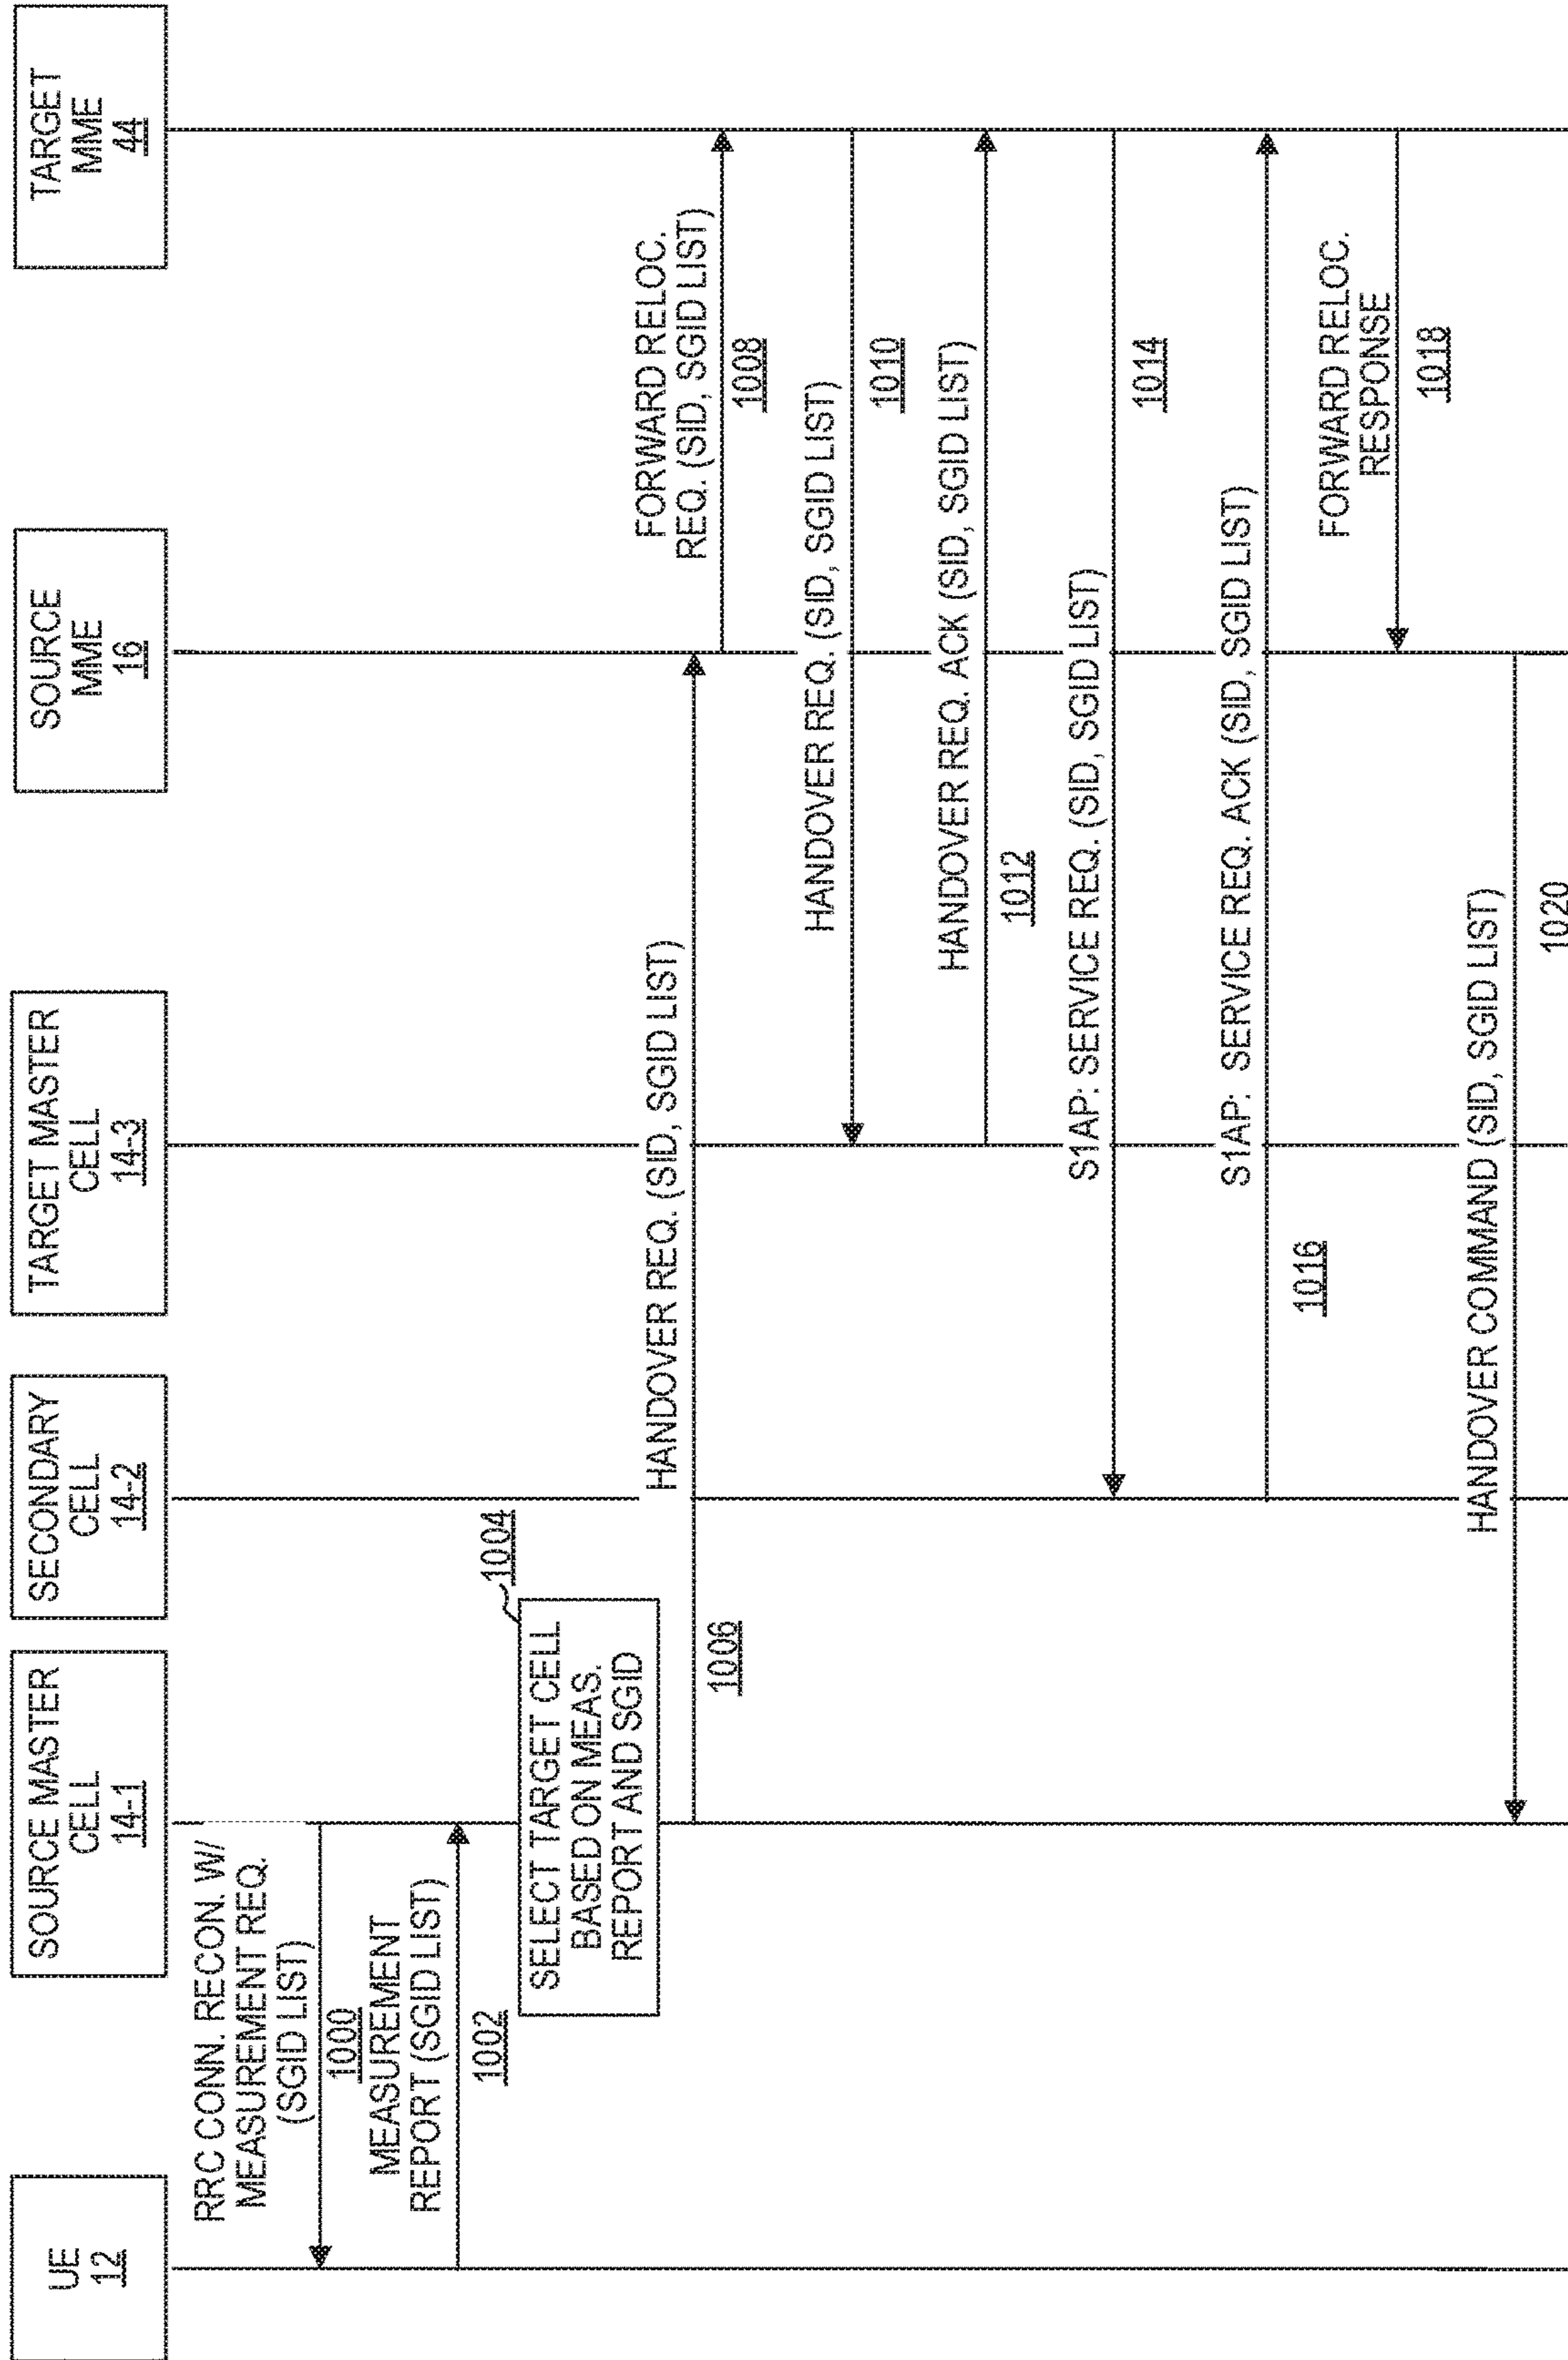 UE
12
SOURCE MASTER
CELL
14-1
SECONDARY
CELL
14-2
TARGET MASTER
CELL
14-3
SOURCE
MME
16
TARGET
MME
44
RRC CONN. RECON. W/
MEASUREMENT REQ.
(SGID LIST)
1000
MEASUREMENT
REPORT (SGID LIST)
1002
1004
SELECT TARGET CELL
BASED ON MEAS.
REPORT AND SGID
HANDOVER REQ. (SID, SGID LIST)
1006
FORWARD RELOC.
REQ. (SID, SGID LIST)
1008
HANDOVER REQ. (SID, SGID LIST)
1010
HANDOVER REQ. ACK (SID, SGID LIST)
1012
S1AP: SERVICE REQ. (SID, SGID LIST)
1014
S1AP: SERVICE REQ. ACK (SID, SGID LIST)
1016
FORWARD RELOC.
RESPONSE
1018
HANDOVER COMMAND (SID, SGID LIST)
1020